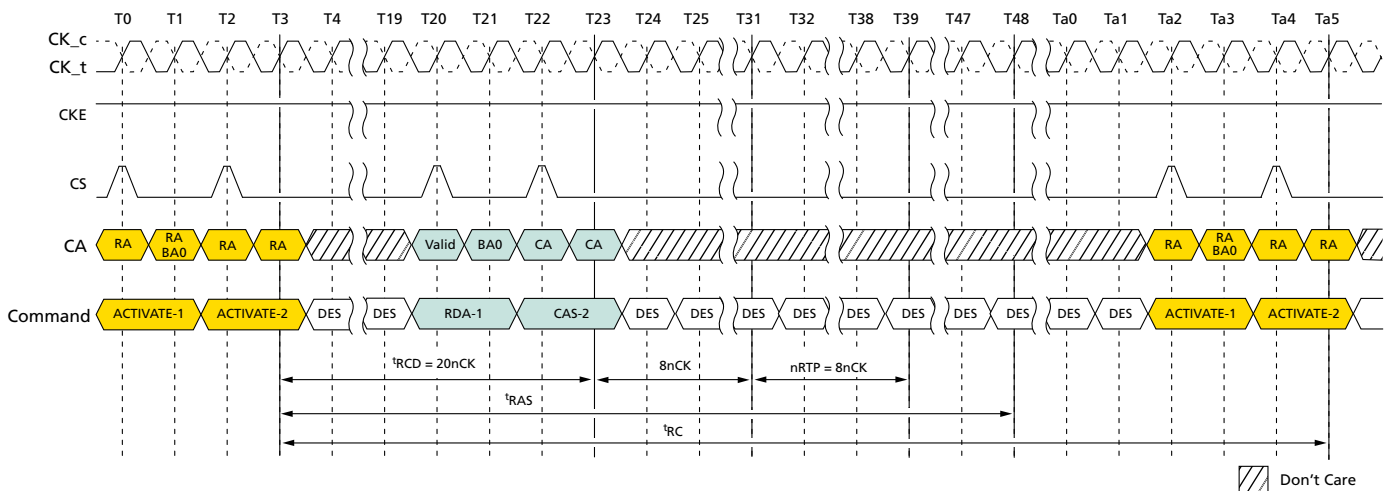 T0 T1 T2 T3 T4 T19 T20 T21 T22 T23 T24 T25 T31 T32 T38 T39 T47 T48 Ta0 Ta1 Ta2 Ta3 Ta4 Ta5
CK_c
CK_t
CKE
CS
CA RA RA BA0 RA RA Valid BA0 CA CA RA RA BA0 RA RA
Command ACTIVATE-1 ACTIVATE-2 DES DES RDA-1 CAS-2 DES DES DES DES DES DES DES DES DES DES ACTIVATE-1 ACTIVATE-2
tRCD = 20nCK 8nCK nRTP = 8nCK
tRAS
tRC
Don't Care